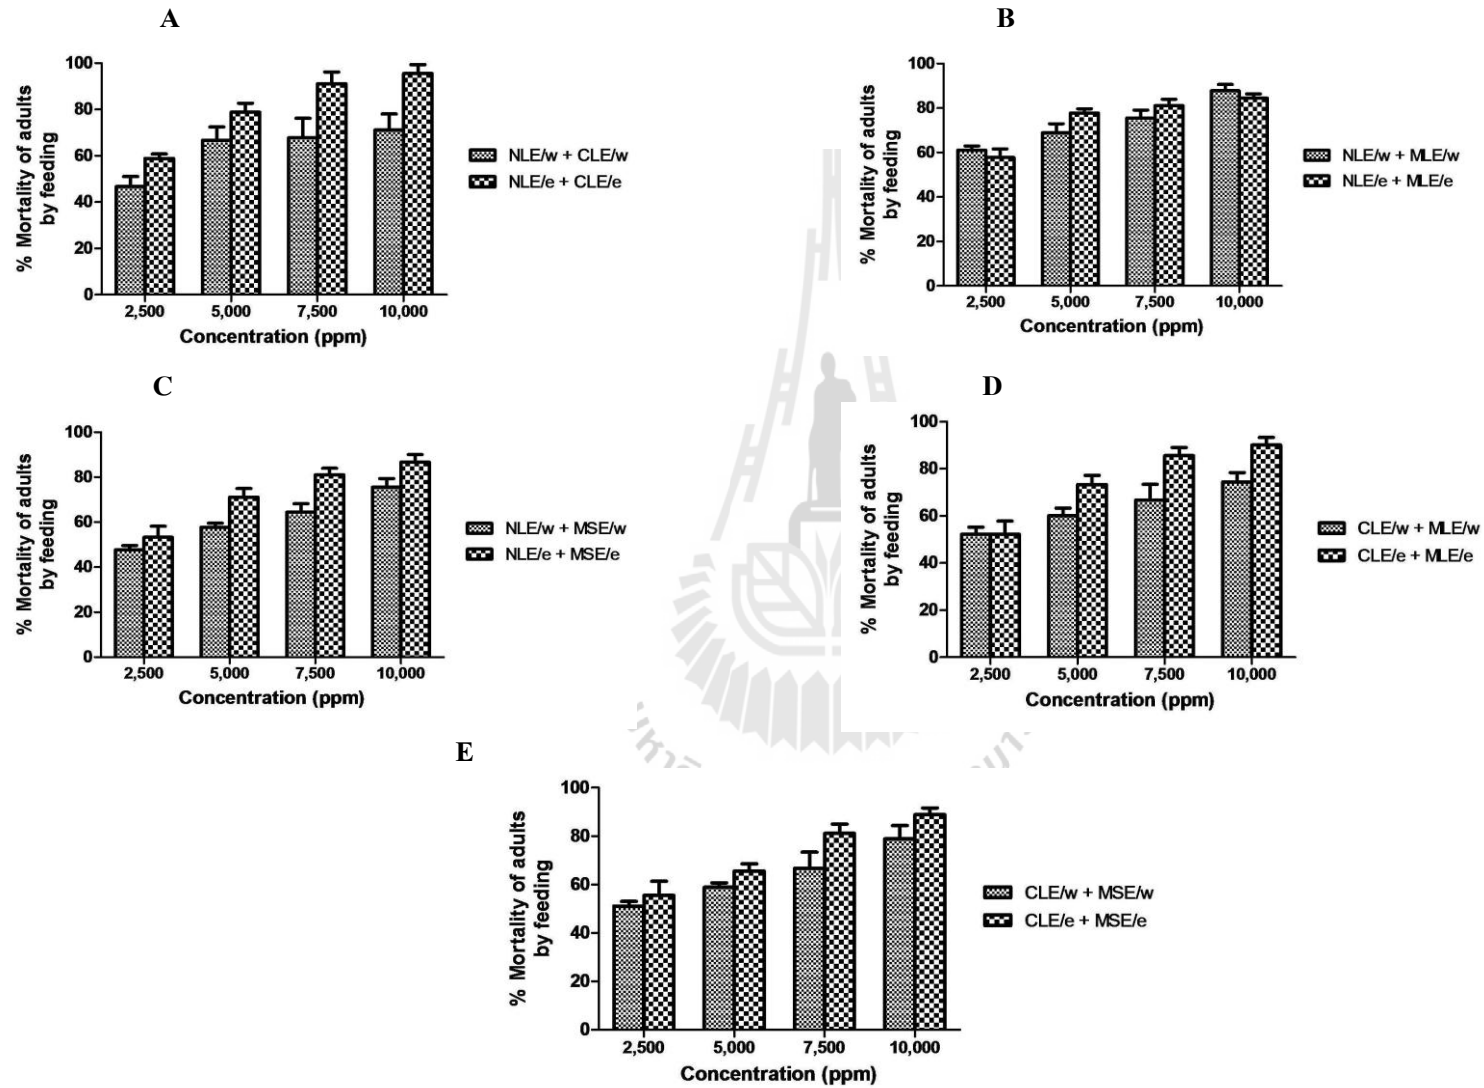 A
% Mortality of adults
by feeding
100
80
60
40
20
0
2,500 5,000 7,500 10,000
Concentration (ppm)
NLE/w + CLE/w
NLE/e + CLE/e
B
% Mortality of adults
by feeding
100
80
60
40
20
0
2,500 5,000 7,500 10,000
Concentration (ppm)
NLE/w + MLE/w
NLE/e + MLE/e
C
% Mortality of adults
by feeding
100
80
60
40
20
0
2,500 5,000 7,500 10,000
Concentration (ppm)
NLE/w + MSE/w
NLE/e + MSE/e
D
% Mortality of adults
by feeding
100
80
60
40
20
0
2,500 5,000 7,500 10,000
Concentration (ppm)
CLE/w + MLE/w
CLE/e + MLE/e
E
% Mortality of adults
by feeding
100
80
60
40
20
0
2,500 5,000 7,500 10,000
Concentration (ppm)
CLE/w + MSE/w
CLE/e + MSE/e